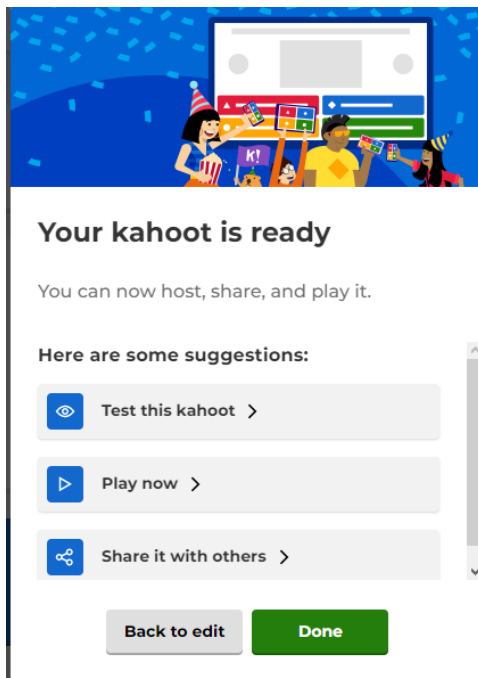 K!
Your kahoot is ready
You can now host, share, and play it.
Here are some suggestions:
Test this kahoot
Play now
Share it with others
Back to edit
Done